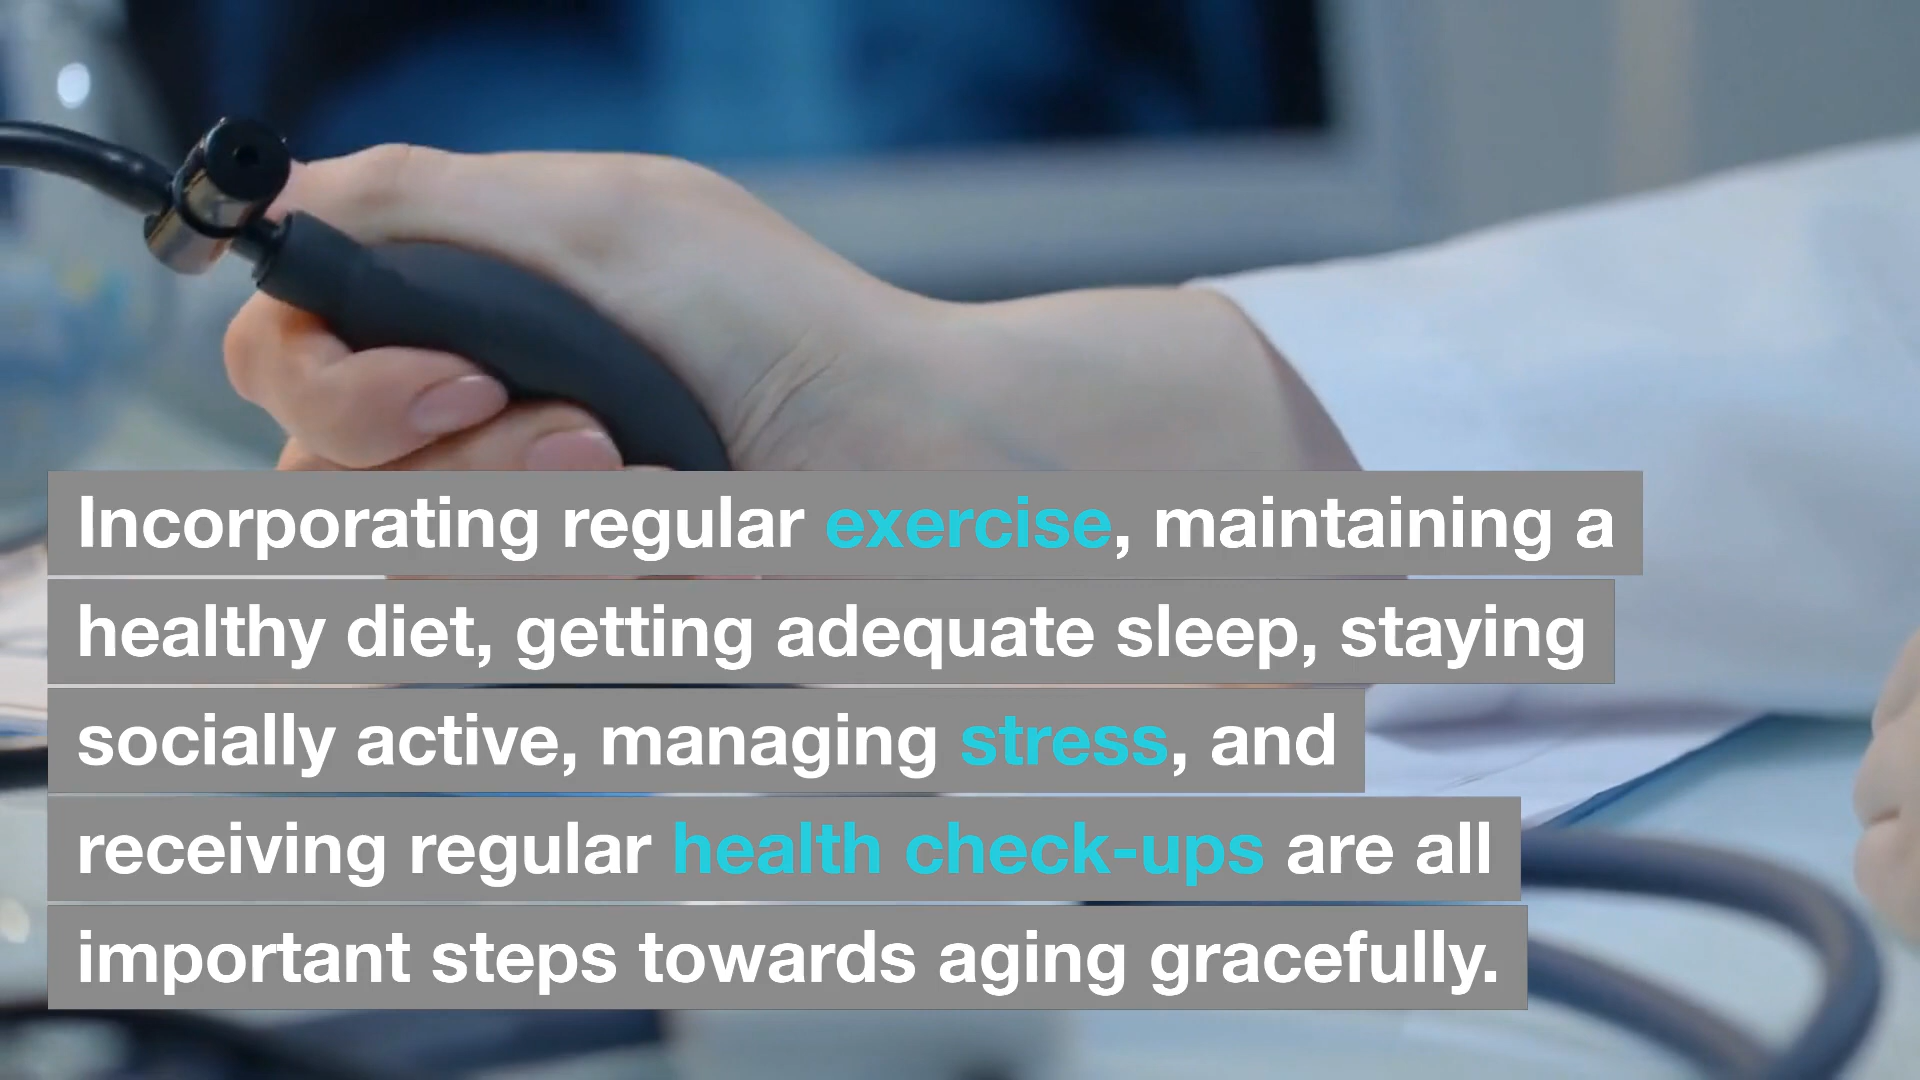 Incorporating regular exercise, maintaining a
healthy diet, getting adequate sleep, staying
socially active, managing stress, and
receiving regular health check-ups are all
important steps towards aging gracefully.